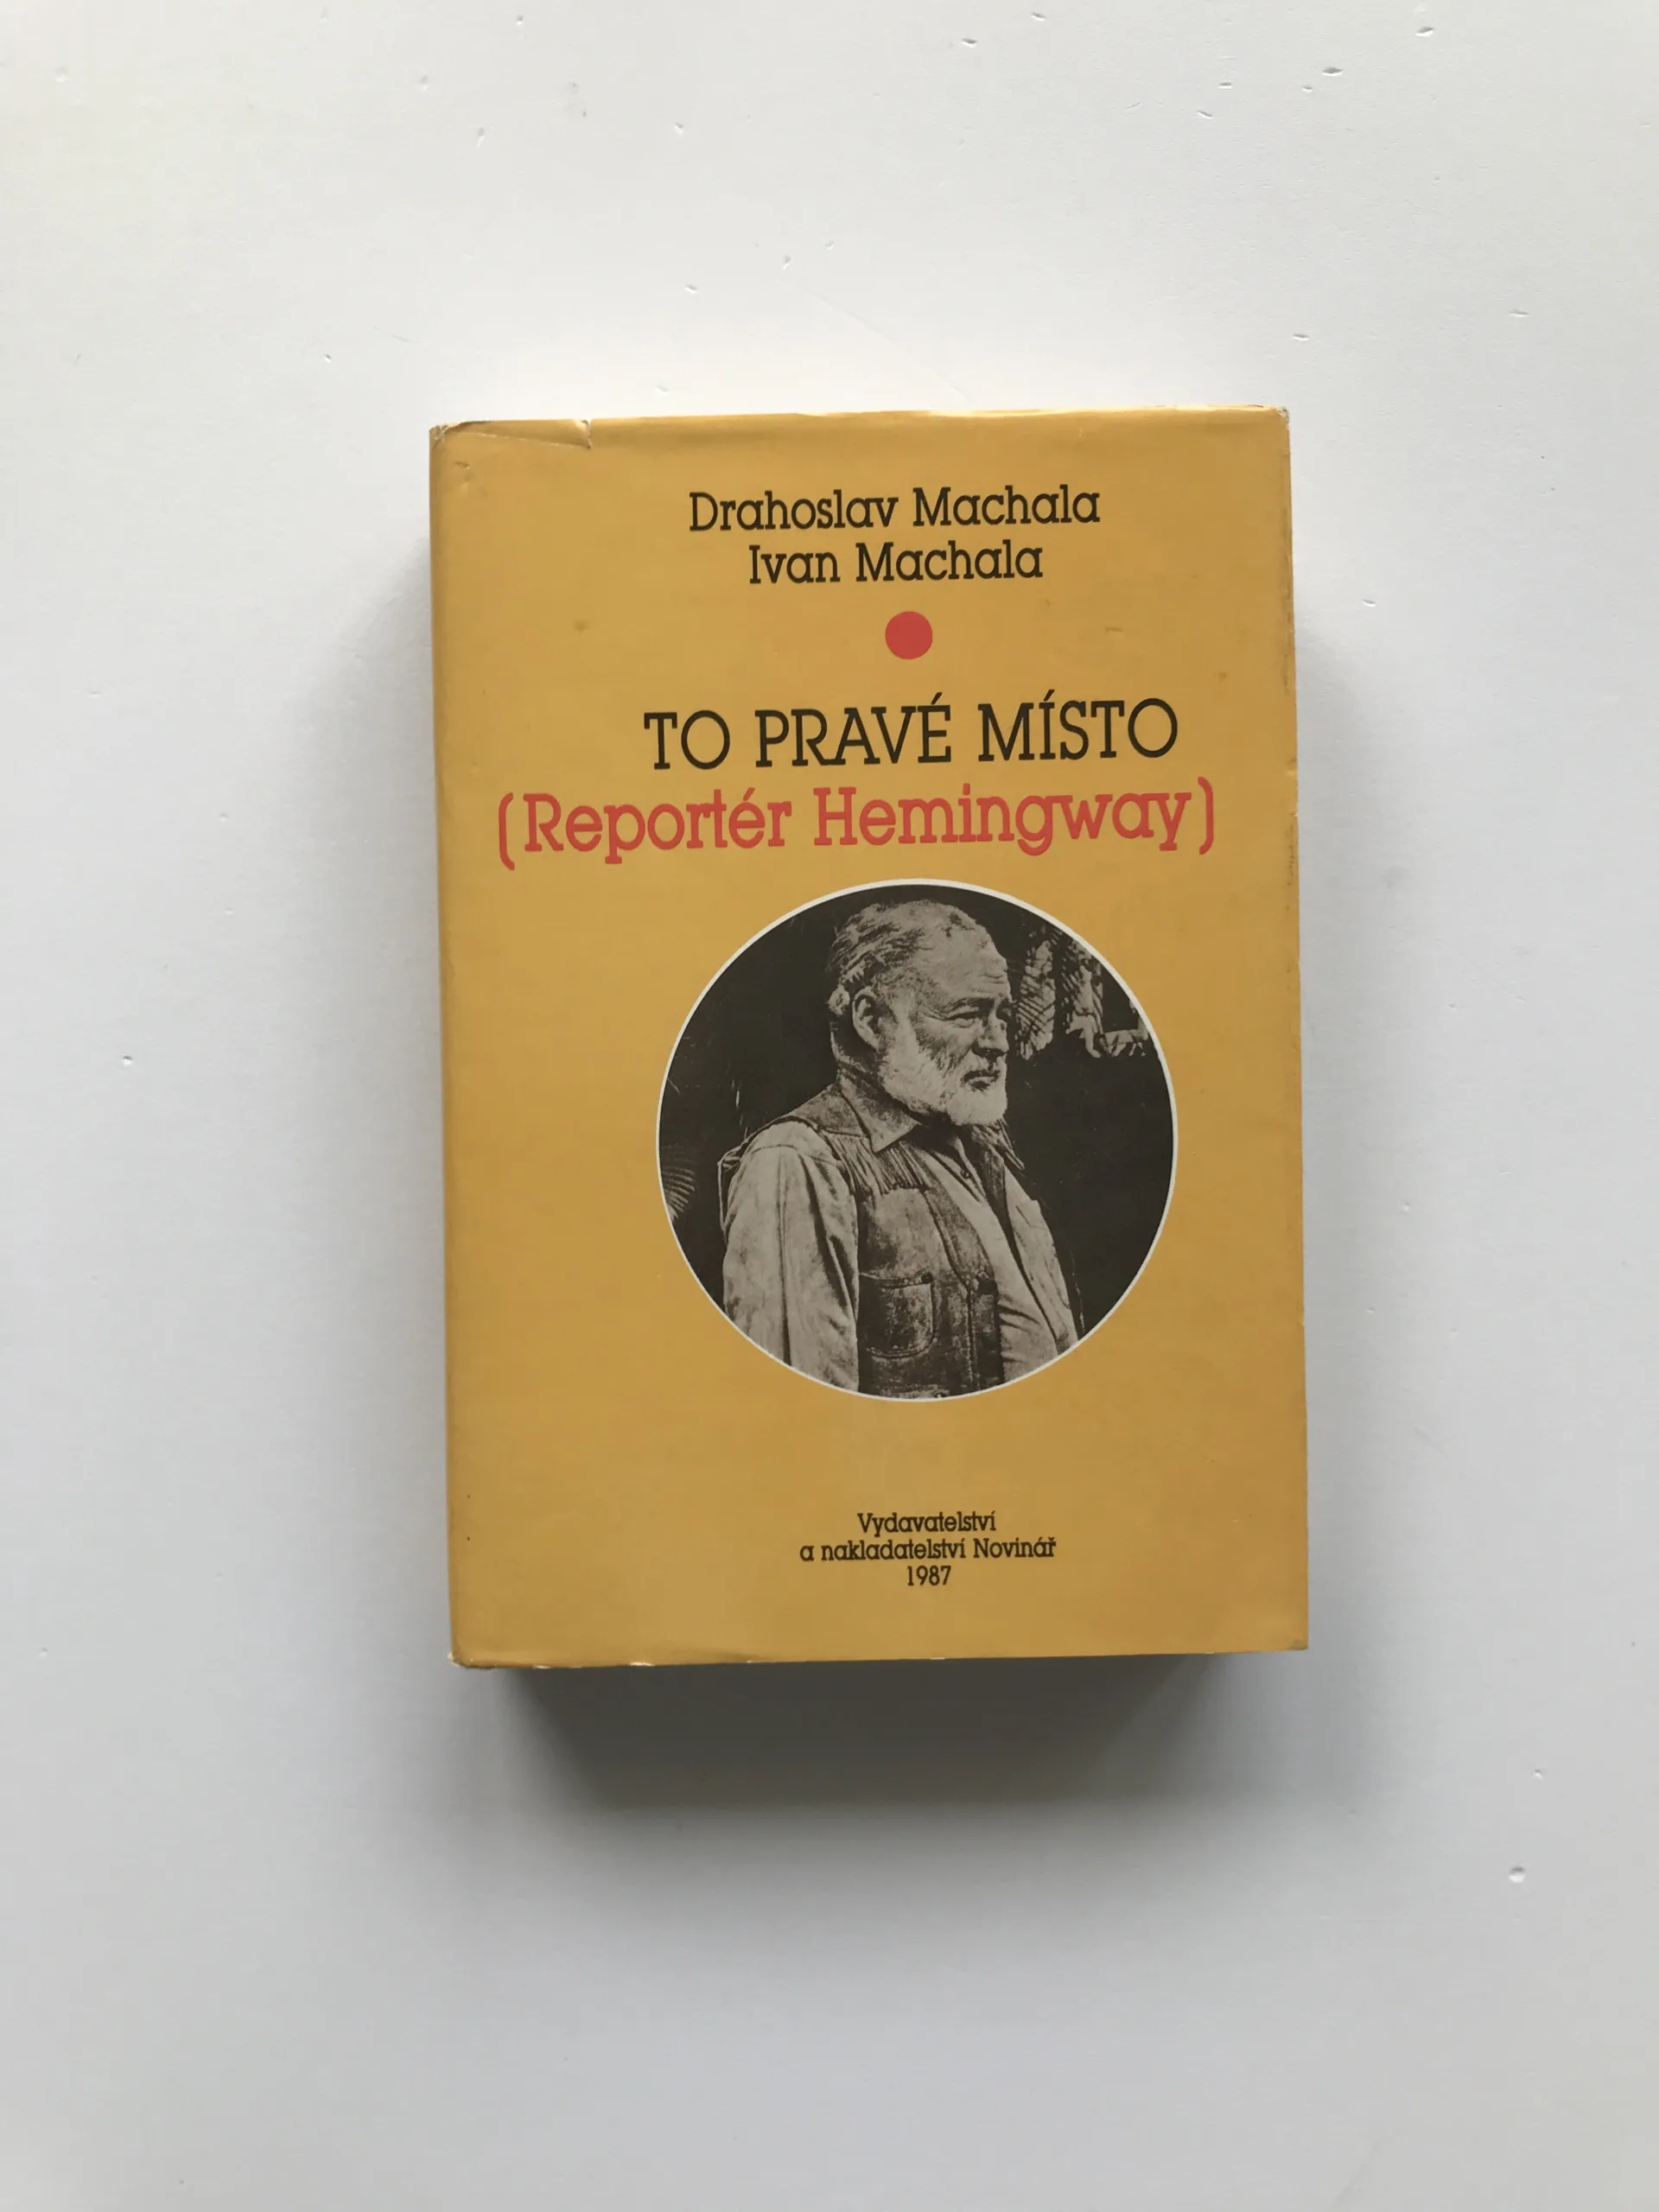 Drahoslav Machala
Ivan Machala
TO PRAVÉ MÍSTO
(Reportér Hemingway)
Vydavatelství
a nakladatelství Novinář
1987